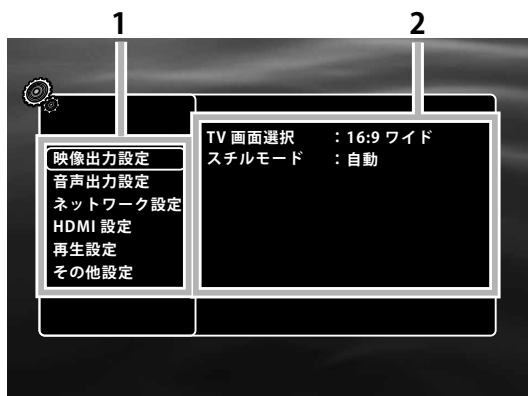 1
2
映像出力設定
音声出力設定
ネットワーク設定
HDMI 設定
再生設定
その他設定
TV 画面選択 : 16:9 ワイド
スチルモード : 自動